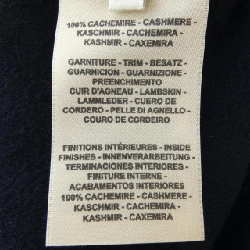 100% CACHEMIRE - CASHMERE
KASCHMIR - CACHEMIRA
KASHMIR - CAXEMIRA
GARNITURE - TRIM - BESATZ -
GUARNICION - GUARNIZIONE -
PREENCHIMENTO
CUIR D'AGNEAU - LAMBSKIN -
LAMMLEDER - CUERO DE
CORDERO - PELLE DI AGNELLO -
COURO DE CORDEIRO
FINITIONS INTÉRIEURES - INSIDE
FINISHES - INNENVERARBEITUNG -
TERMINACIONES INTERIORES -
FINITURE INTERNE -
ACABAMENTOS INTERIORES
100% CACHEMIRE - CASHMERE -
KASCHMIR - CACHEMIRA -
KASHMIR - CAXEMIRA